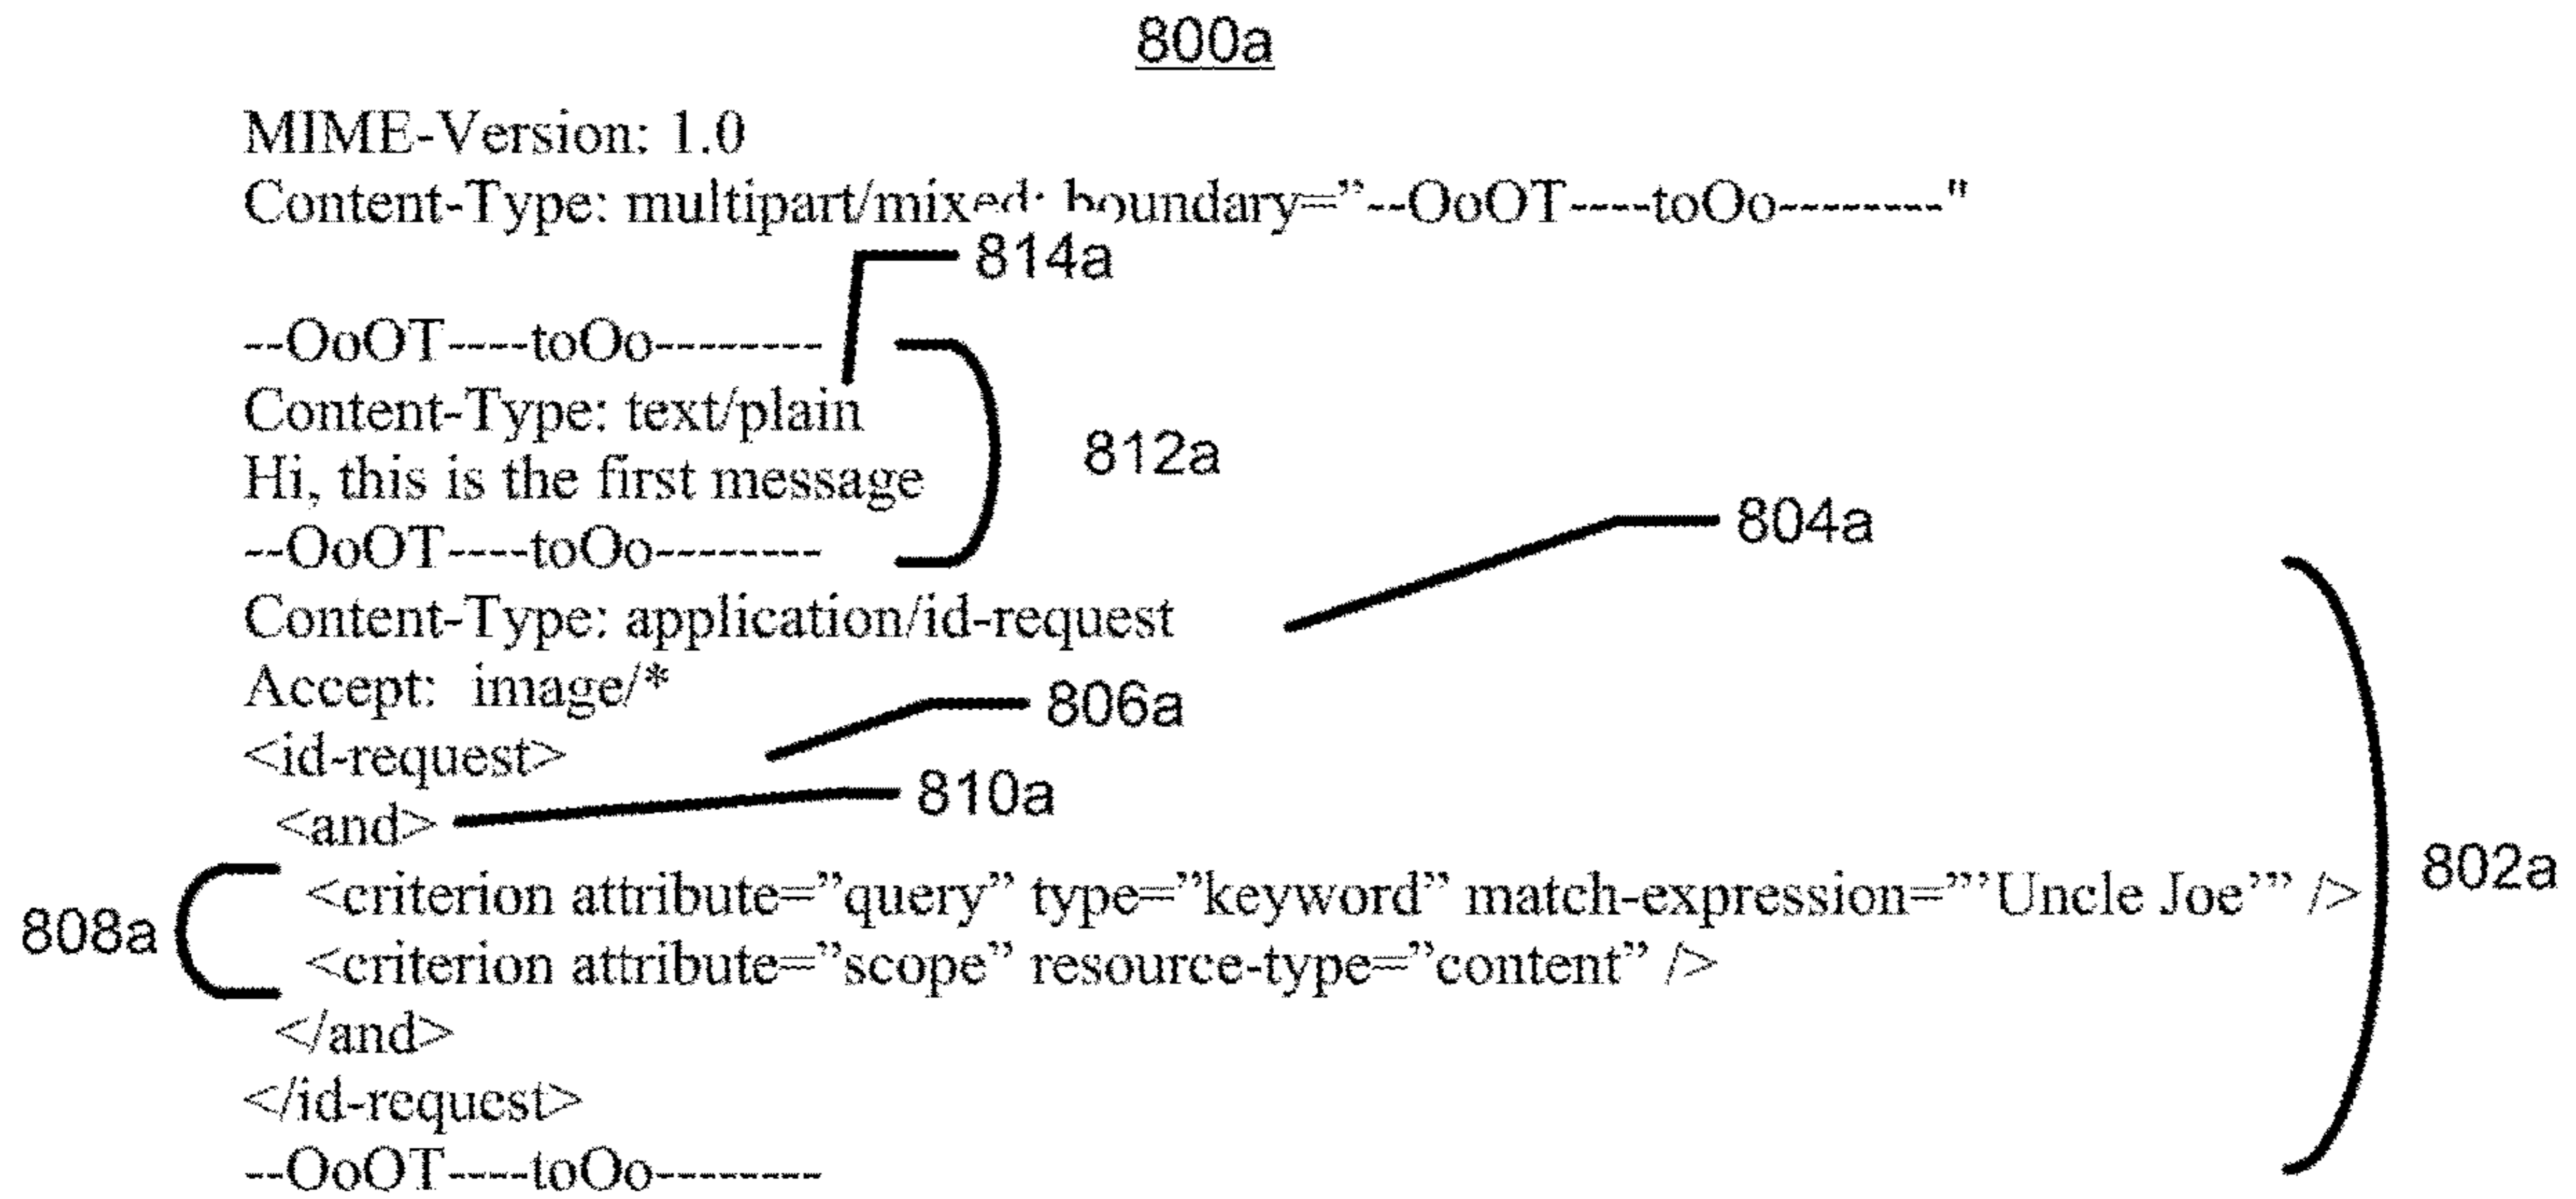 800a
MIME-Version: 1.0
Content-Type: multipart/mixed; boundary=”--OoOT----toOo--------"
814a
--OoOT----toOo--------
Content-Type: text/plain
812a
Hi, this is the first message
--OoOT----toOo--------
804a
Content-Type: application/id-request
Accept:  image/*
806a
<id-request>
810a
<and>
808a
<criterion attribute=”query” type=”keyword” match-expression=”’Uncle Joe’” />
802a
<criterion attribute=”scope” resource-type=”content” />
</and>
</id-request>
--OoOT----toOo--------